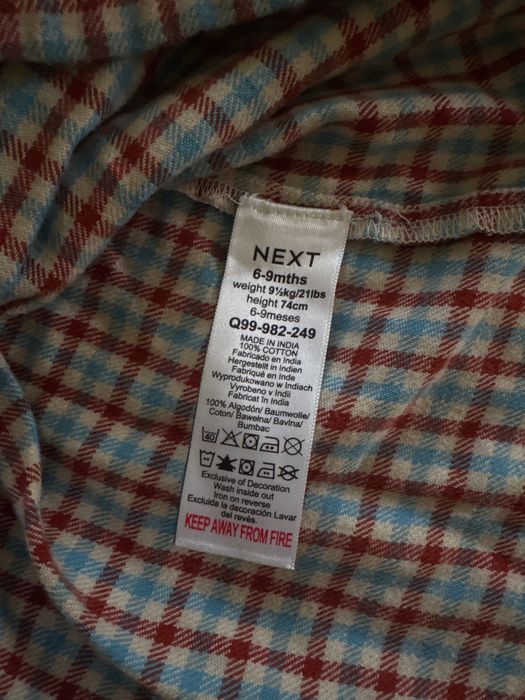 NEXT
6-9mths
weight 9½kg/21lbs
height 74cm
6-9meses
Q99-982-249
MADE IN INDIA
100% COTTON
Fabricado en Indien
Hergestellt in Indien
Fabriqué en Inde
Wyprodukowano w Indiach
Vyrobeno v Indii
Fabricat în India
100% Algodón/ Baumwolle/
Coton/ Bawełna/ Bavlna/
Bumbac
40
Exclusive of Decoration
Wash inside out
Iron on reverse
Excluida la decoración Lavar
del revés.
KEEP AWAY FROM FIRE